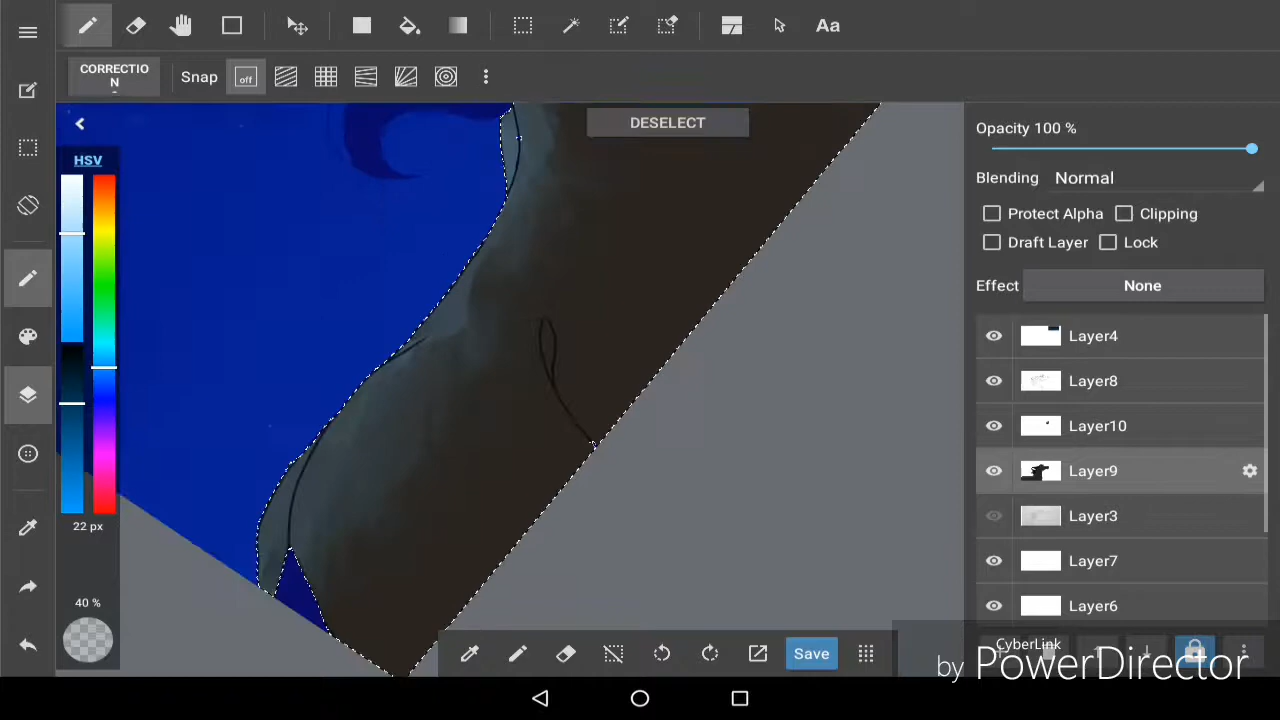 CORRECTIO
N
Snap
off
Aa
DESELECT
HSV
22 px
40 %
Save
Opacity 100 %
Blending Normal
Protect Alpha Clipping
Draft Layer Lock
Effect None
Layer4
Layer8
Layer10
Layer9
Layer3
Layer7
Layer6
CyberLink
by PowerDirector